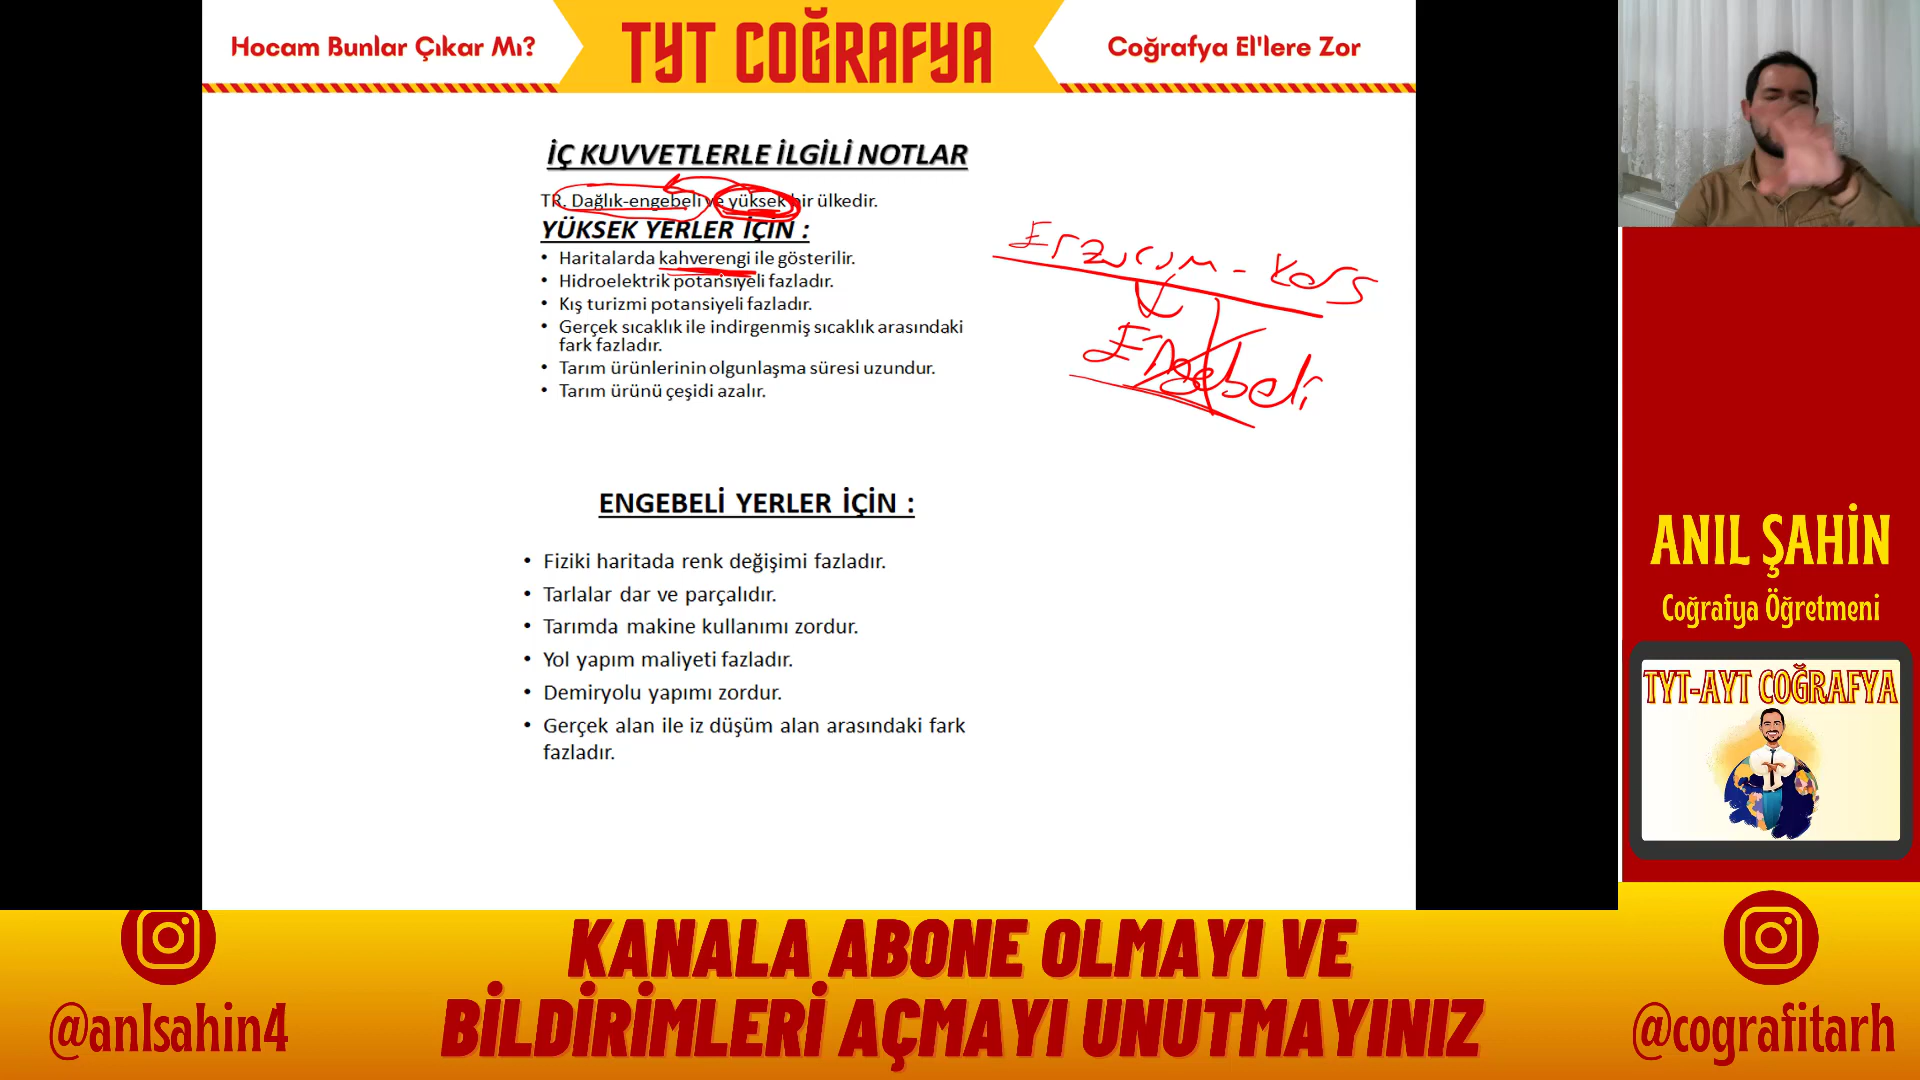 Hocam Bunlar Çıkar Mı?
TYT COĞRAFYA
Coğrafya El'lere Zor
İÇ KUVVETLERLE İLGİLİ NOTLAR
TR. Dağlık-engebeli ve yüksek bir ülkedir.
YÜKSEK YERLER İÇİN :
• Haritalarda kahverengi ile gösterilir.
• Hidroelektrik potansiyeli fazladır.
• Kış turizmi potansiyeli fazladır.
• Gerçek sıcaklık ile indirgenmiş sıcaklık arasındaki
fark fazladır.
• Tarım ürünlerinin olgunlaşma süresi uzundur.
• Tarım ürünü çeşidi azalır.
Erzurum - Kars
Engebeli
ENGEBELİ YERLER İÇİN :
• Fiziki haritada renk değişimi fazladır.
• Tarlalar dar ve parçalıdır.
• Tarımda makine kullanımı zordur.
• Yol yapım maliyeti fazladır.
• Demiryolu yapımı zordur.
• Gerçek alan ile iz düşüm alan arasındaki fark
fazladır.
ANIL ŞAHİN
Coğrafya Öğretmeni
TYT-AYT COĞRAFYA
KANALA ABONE OLMAYI VE
BİLDİRİMLERİ AÇMAYI UNUTMAYINIZ
@anlsahin4
@cografitarh